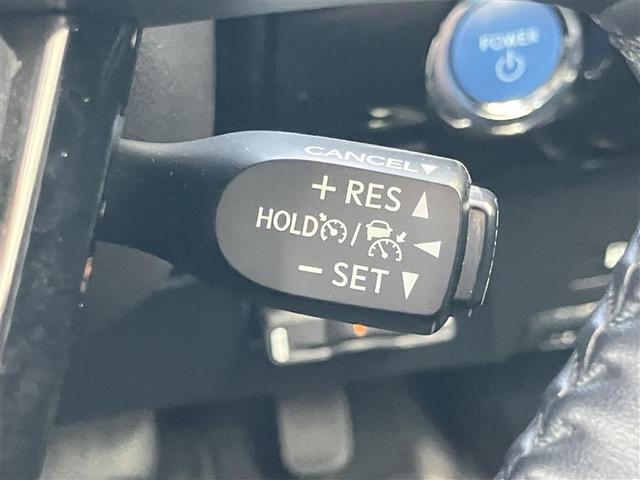 POWER
CANCEL▼
+ RES ▲
HOLD / ◀
− SET ▼